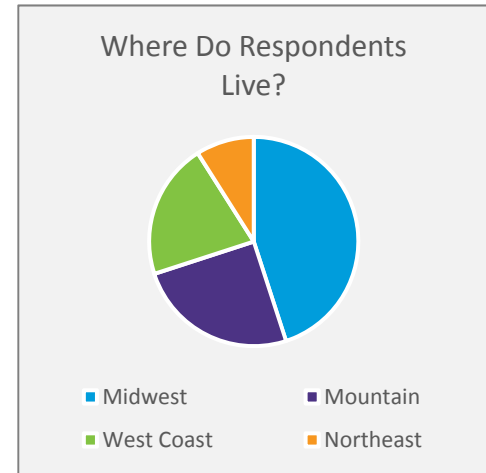 Where Do Respondents
Live?
Midwest
Mountain
West Coast
Northeast